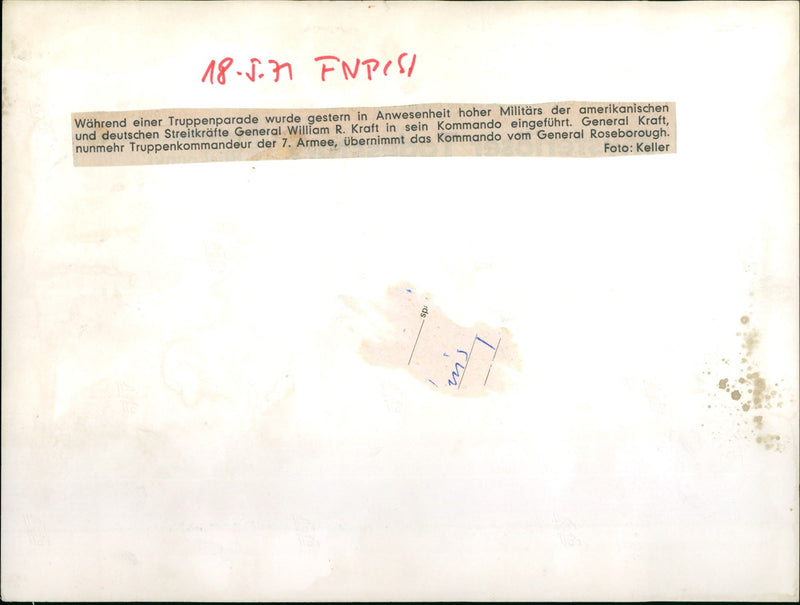 18.5.71 FNP(S)
Während einer Truppenparade wurde gestern in Anwesenheit hoher Militärs der amerikanischen
und deutschen Streitkräfte General William R. Kraft in sein Kommando eingeführt. General Kraft,
nunmehr Truppenkommandeur der 7. Armee, übernimmt das Kommando vom General Roseborough.
Foto: Keller
sp.